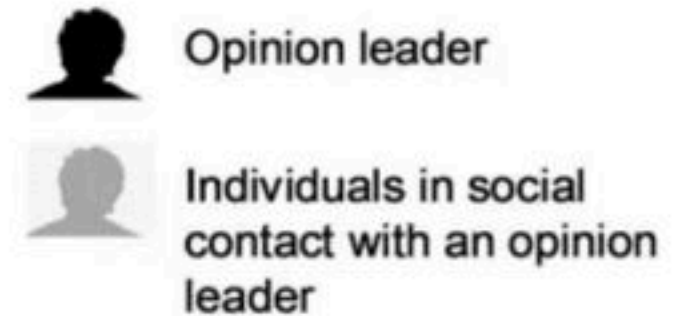 Opinion leader
Individuals in social
contact with an opinion
leader